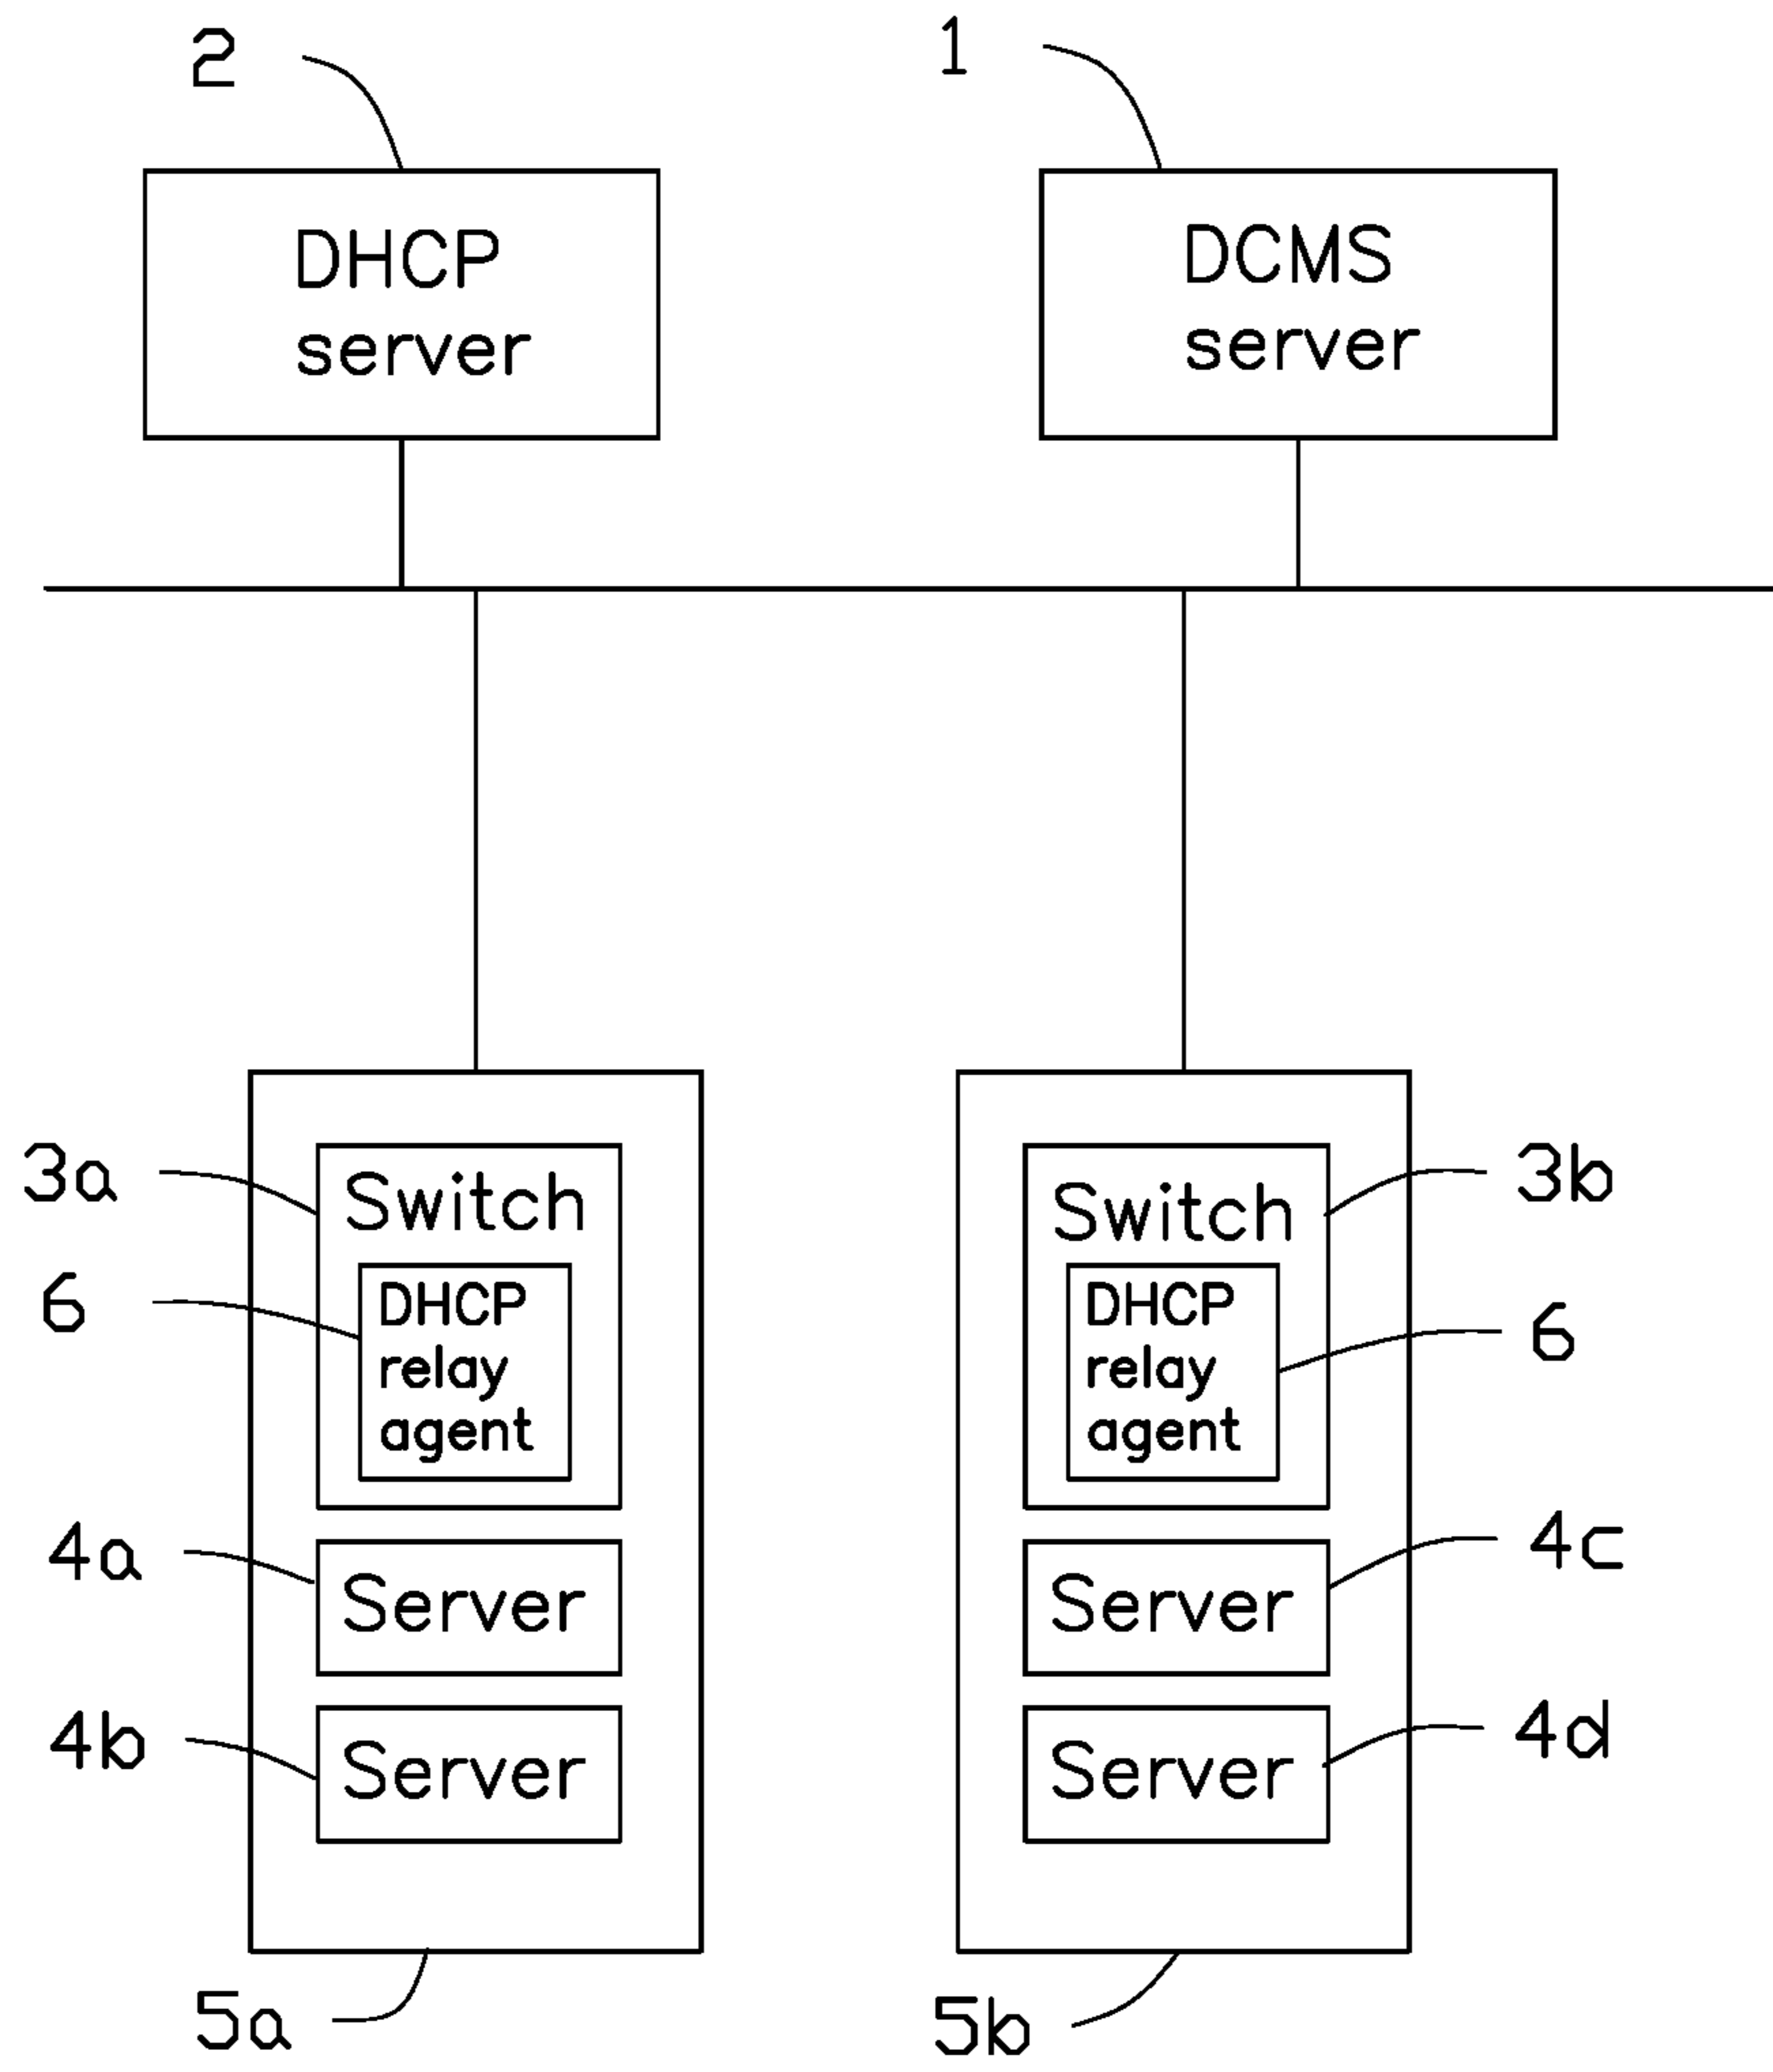 2
1
DHCP
server
DCMS
server
3a
Switch
6
DHCP
relay
agent
4a
Server
4b
Server
5a
Switch
3b
DHCP
relay
agent
6
Server
4c
Server
4d
5b